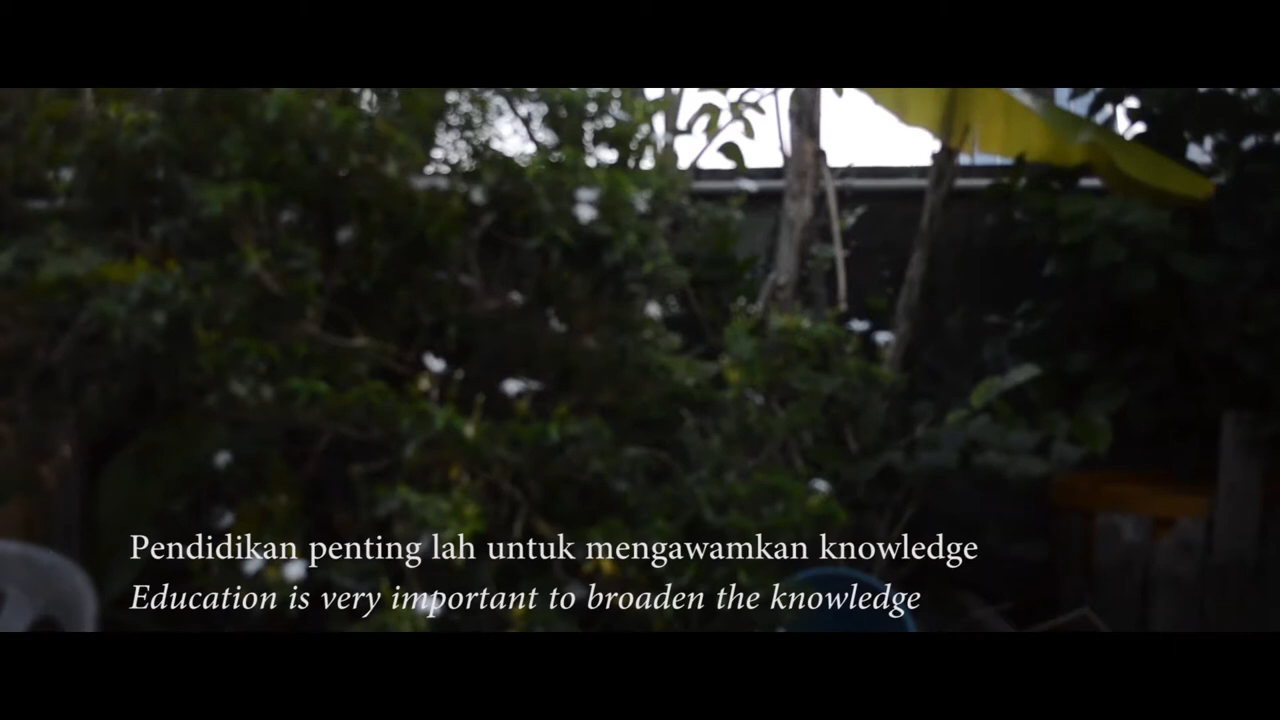 Pendidikan penting lah untuk mengawamkan knowledge
Education is very important to broaden the knowledge